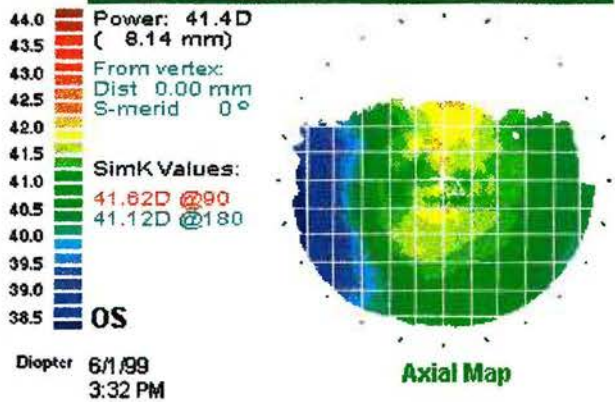 44.0
43.5
43.0
42.5
42.0
41.5
41.0
40.5
40.0
39.5
39.0
38.5
Diopter
Power: 41.4D
( 8.14 mm)
From vertex:
Dist 0.00 mm
S-merid 0°
SimK Values:
41.62D @90
41.12D @180
OS
6/1/99
3:32 PM
Axial Map